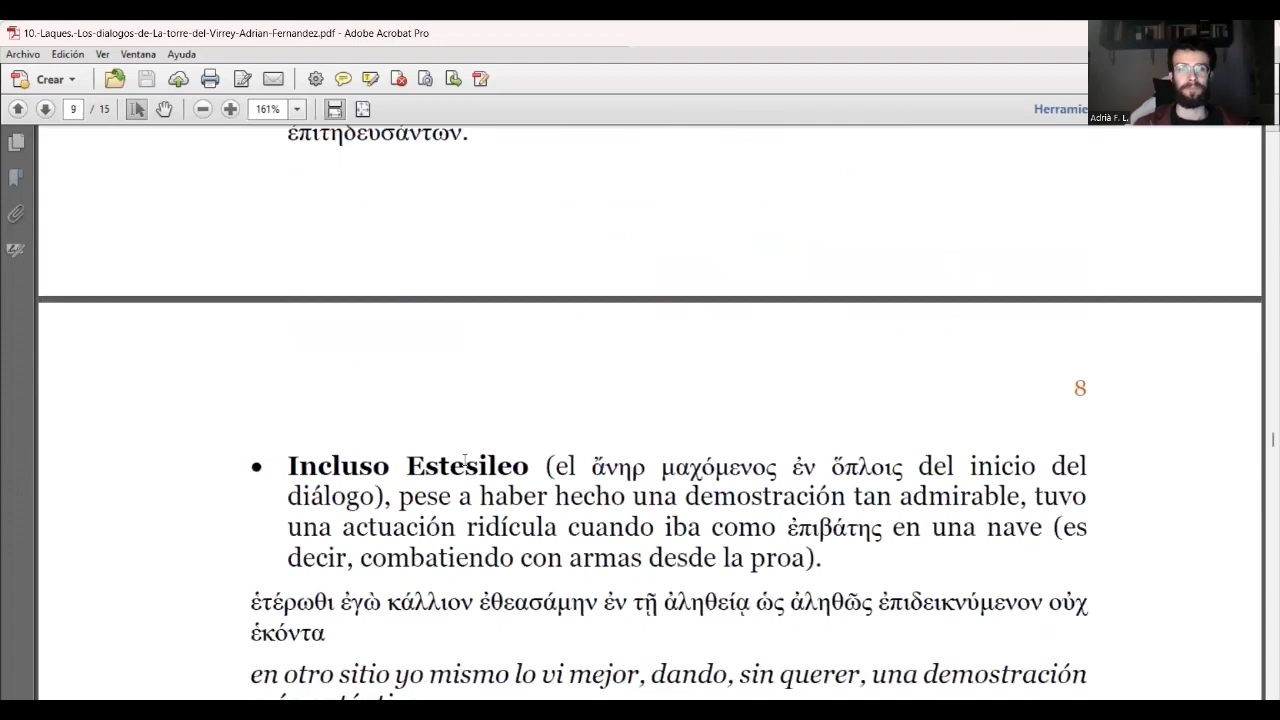 10.-Laques.-Los-dialogos-de-La-torre-del-Virrey-Adrian-Fernandez.pdf - Adobe Acrobat Pro
Archivo Edición Ver Ventana Ayuda
Crear
9 / 15 161% Herramie
Adrià F. L.
ἐπιτηδευσάντων.
8
• Incluso Estesileo (el ἄνηρ μαχόμενος ἐν ὅπλοις del inicio del
diálogo), pese a haber hecho una demostración tan admirable, tuvo
una actuación ridícula cuando iba como ἐπιβάτης en una nave (es
decir, combatiendo con armas desde la proa).
ἑτέρωθι ἐγὼ κάλλιον ἐθεασάμην ἐν τῇ ἀληθείᾳ ὡς ἀληθῶς ἐπιδεικνύμενον οὐχ
ἑκόντα
en otro sitio yo mismo lo vi mejor, dando, sin querer, una demostración